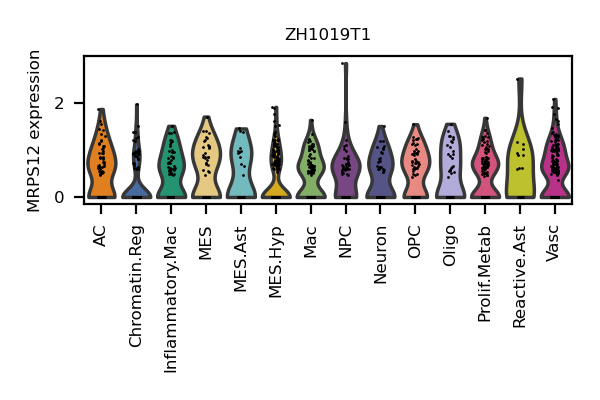 ZH1019T1
MRPS12 expression
2
0
AC
Chromatin.Reg
Inflammatory.Mac
MES
MES.Ast
MES.Hyp
Mac
NPC
Neuron
OPC
Oligo
Prolif.Metab
Reactive.Ast
Vasc